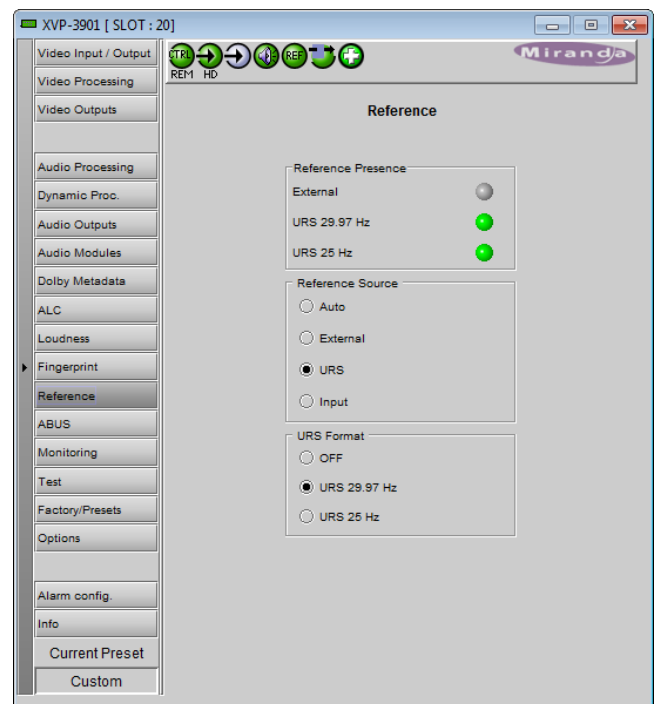 XVP-3901 [ SLOT : 20]
Video Input / Output
Video Processing
Video Outputs
Audio Processing
Dynamic Proc.
Audio Outputs
Audio Modules
Dolby Metadata
ALC
Loudness
Fingerprint
Reference
ABUS
Monitoring
Test
Factory/Presets
Options
Alarm config.
Info
Current Preset
Custom
CTRL REF
REM HD
Miranda
Reference
Reference Presence
External
URS 29.97 Hz
URS 25 Hz
Reference Source
Auto
External
URS
Input
URS Format
OFF
URS 29.97 Hz
URS 25 Hz